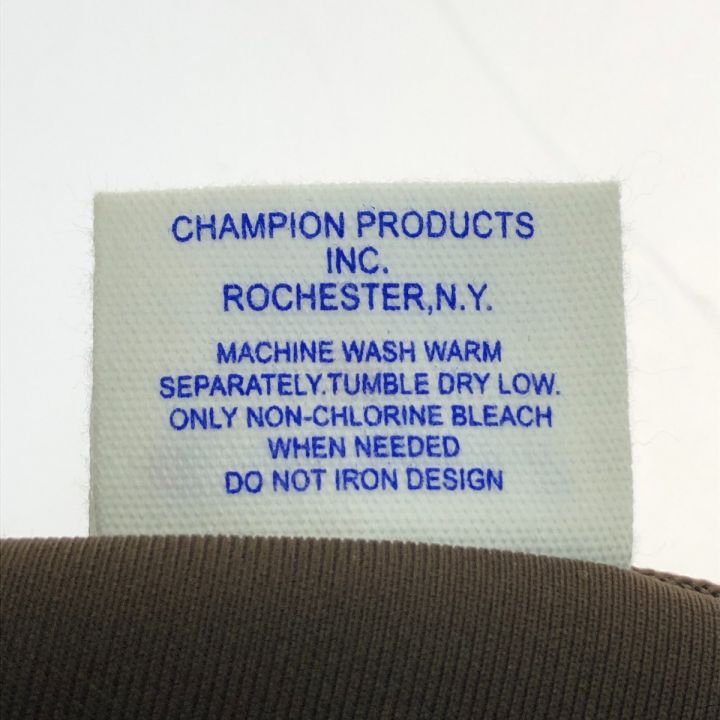 CHAMPION PRODUCTS
INC.
ROCHESTER,N.Y.
MACHINE WASH WARM
SEPARATELY.TUMBLE DRY LOW.
ONLY NON-CHLORINE BLEACH
WHEN NEEDED
DO NOT IRON DESIGN